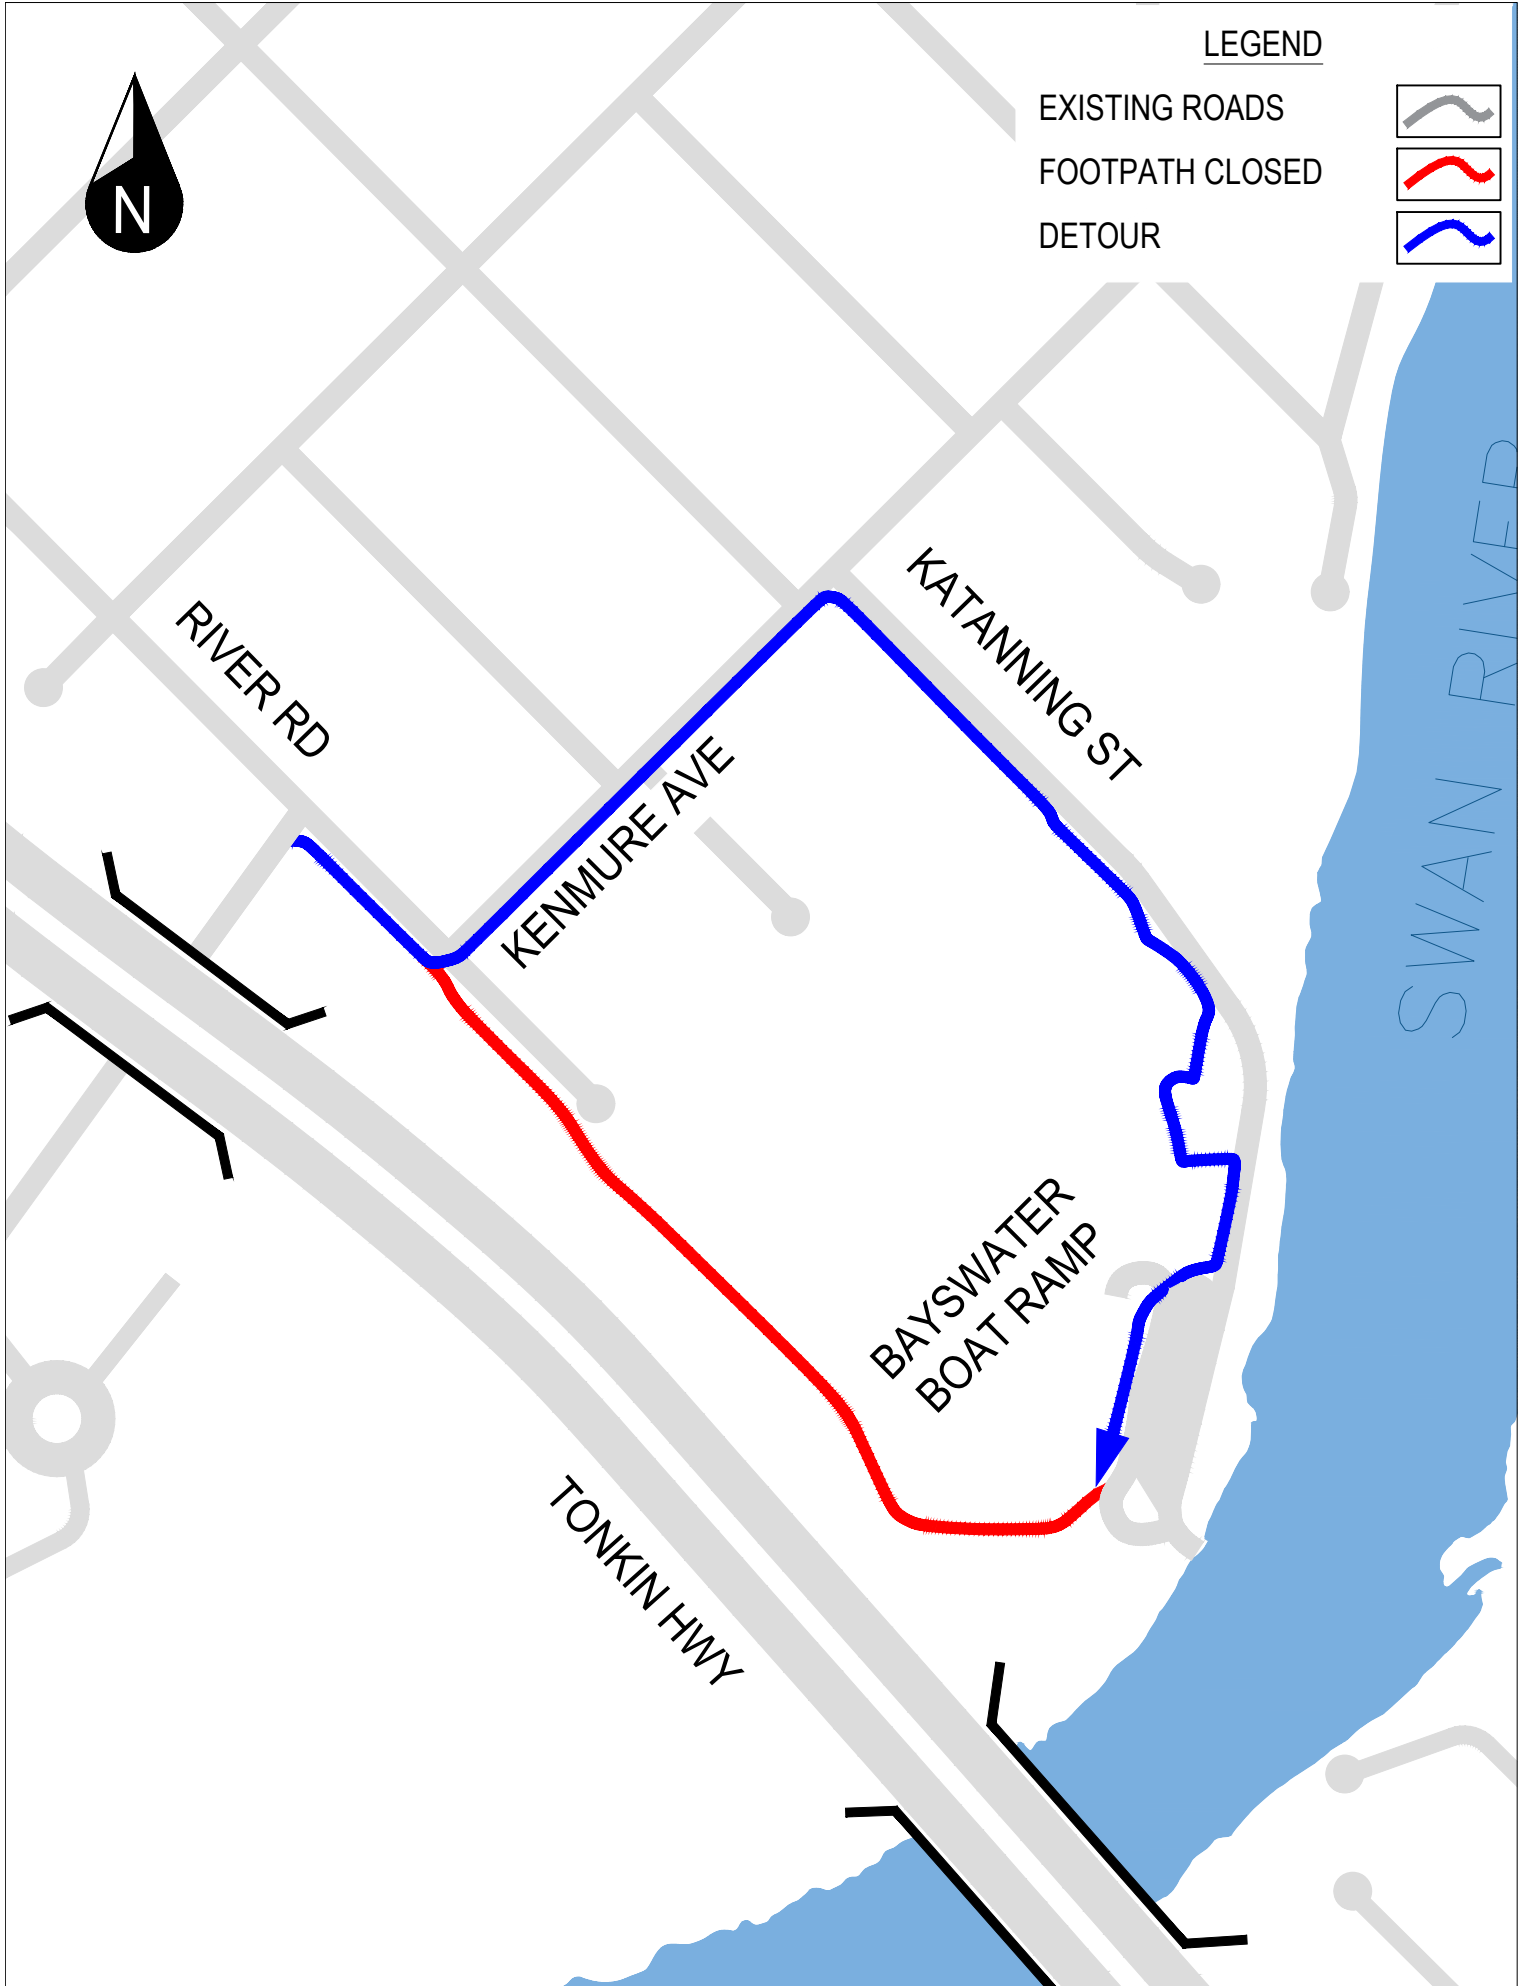 LEGEND
EXISTING ROADS
FOOTPATH CLOSED
DETOUR
N
KATANNING ST
RIVER RD
KENMURE AVE
SWAN RIVER
BAYSWATER
BOAT RAMP
TONKIN HWY